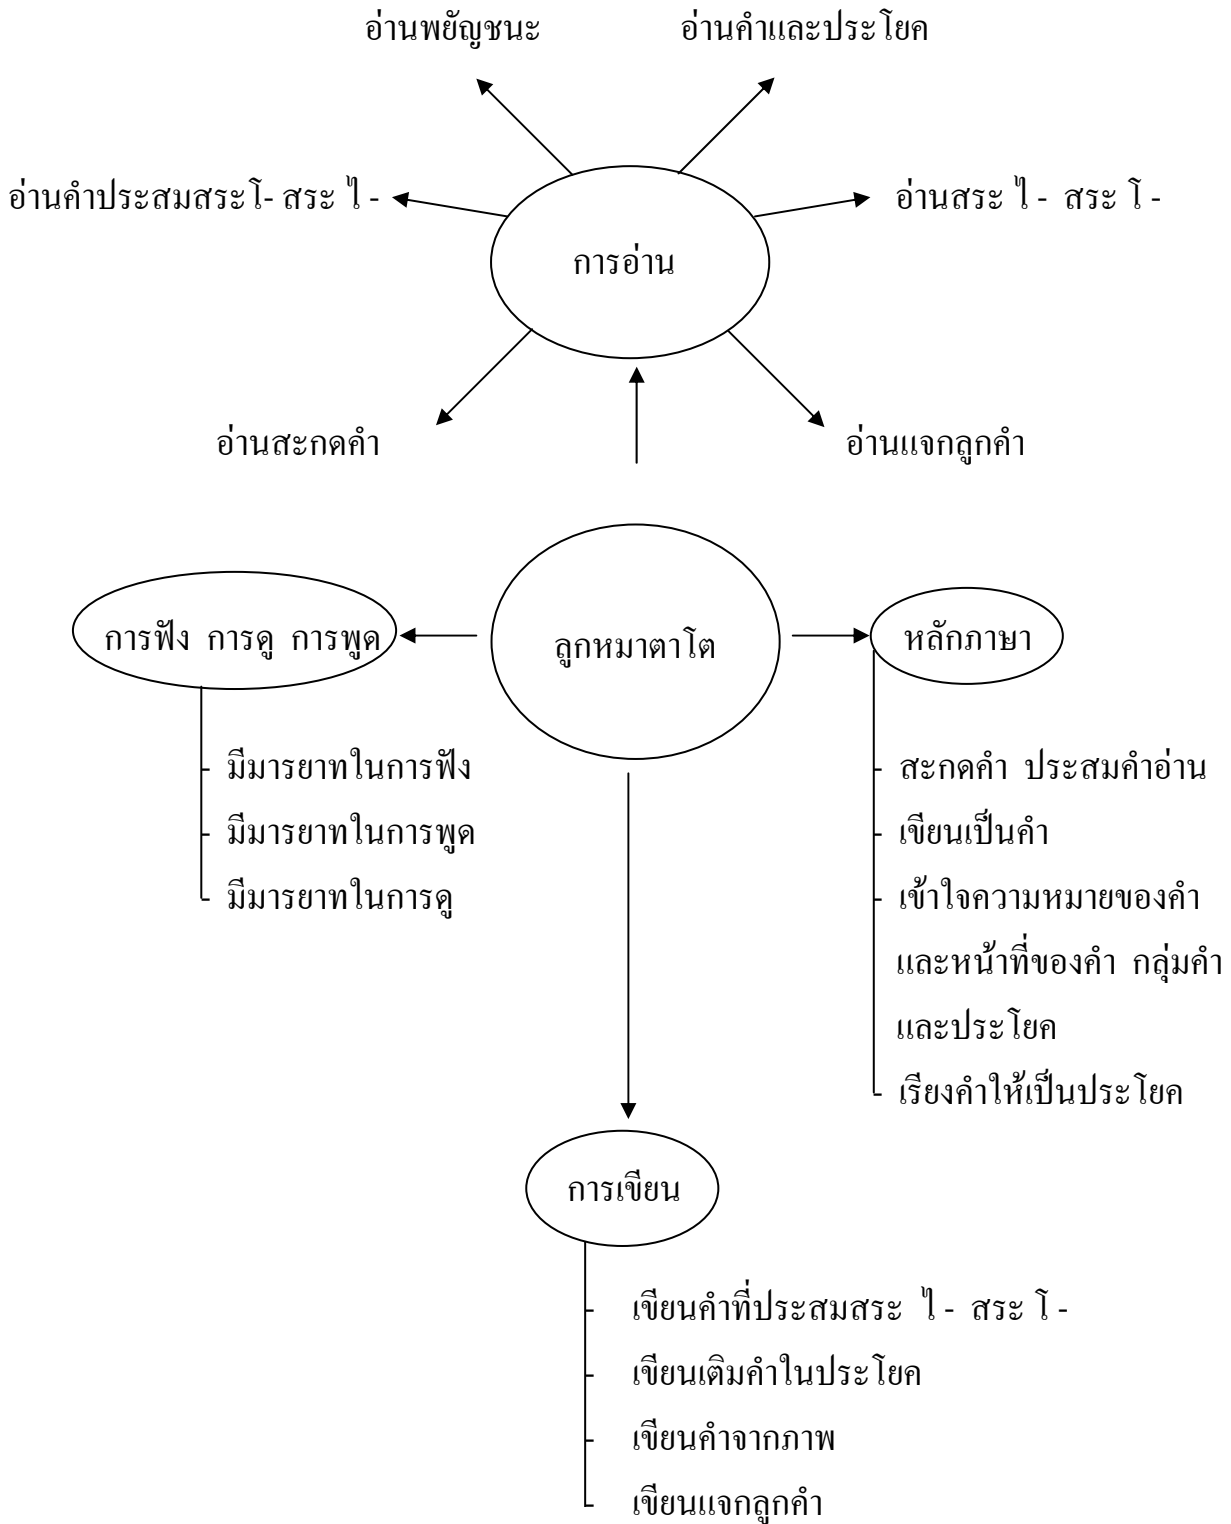 อ่านพยัญชนะ
อ่านคำและประโยค
อ่านคำประสมสระโ- สระ ไ -
อ่านสระ ไ - สระ โ -
การอ่าน
อ่านสะกดคำ
อ่านแจกลูกคำ
การฟัง การดู การพูด
ลูกหมาตาโต
หลักภาษา
- มีมารยาทในการฟัง
- มีมารยาทในการพูด
- มีมารยาทในการดู
- สะกดคำ ประสมคำอ่าน
- เขียนเป็นคำ
- เข้าใจความหมายของคำ
และหน้าที่ของคำ กลุ่มคำ
และประโยค
- เรียงคำให้เป็นประโยค
การเขียน
- เขียนคำที่ประสมสระ ไ - สระ โ -
- เขียนเติมคำในประโยค
- เขียนคำจากภาพ
- เขียนแจกลูกคำ